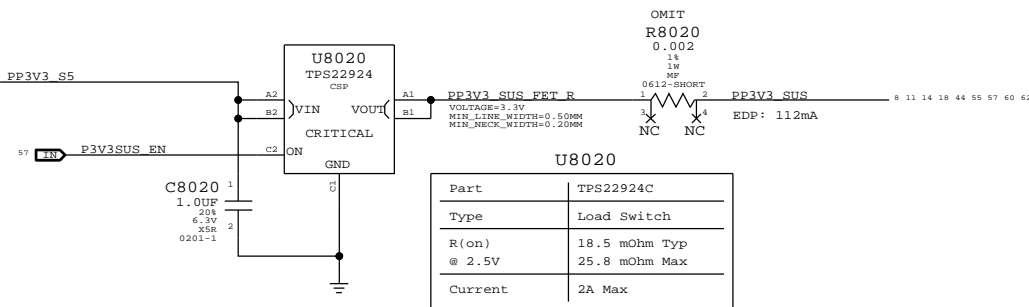 OMIT
R8020
0.002
1%
1W
MF
0612-SHORT
U8020
TPS22924
CSP
PP3V3_S5
A2
VIN
VOUT
A1
PP3V3_SUS_FET_R
1
2
PP3V3_SUS
8 11 14 18 44 55 57 60 62
B2
B1
VOLTAGE=3.3V
MIN_LINE_WIDTH=0.50MM
MIN_NECK_WIDTH=0.20MM
3
4
NC
NC
EDP: 112mA
CRITICAL
57
IN
P3V3SUS_EN
C2
ON
GND
C1
C8020
1
1.0UF
20%
6.3V
X5R
0201-1
2
U8020
Part TPS22924C
Type Load Switch
R(on) 18.5 mOhm Typ
@ 2.5V 25.8 mOhm Max
Current 2A Max